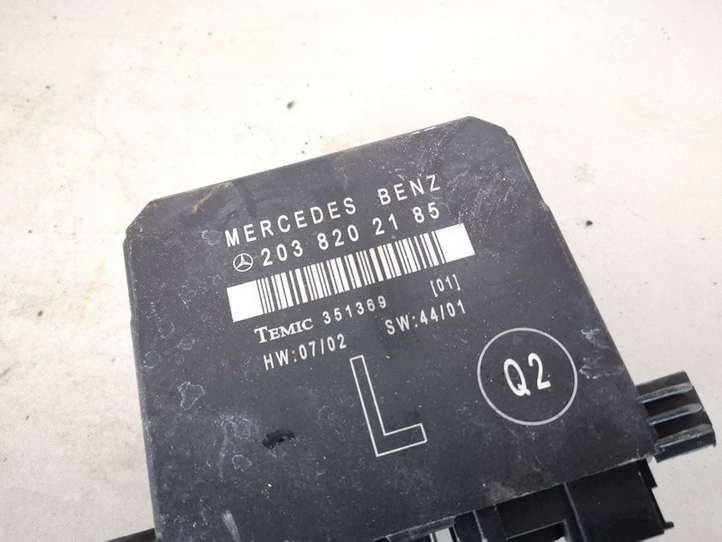 MERCEDES BENZ
203 820 21 85
TEMIC 351369 [01]
HW:07/02 SW:44/01
L
Q2